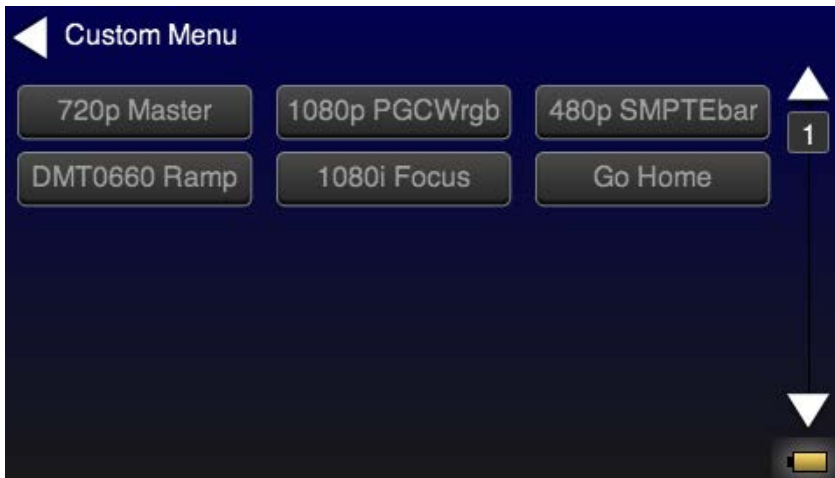 Custom Menu
720p Master 1080p PGCWrgb 480p SMPTEbar
1
DMT0660 Ramp 1080i Focus Go Home